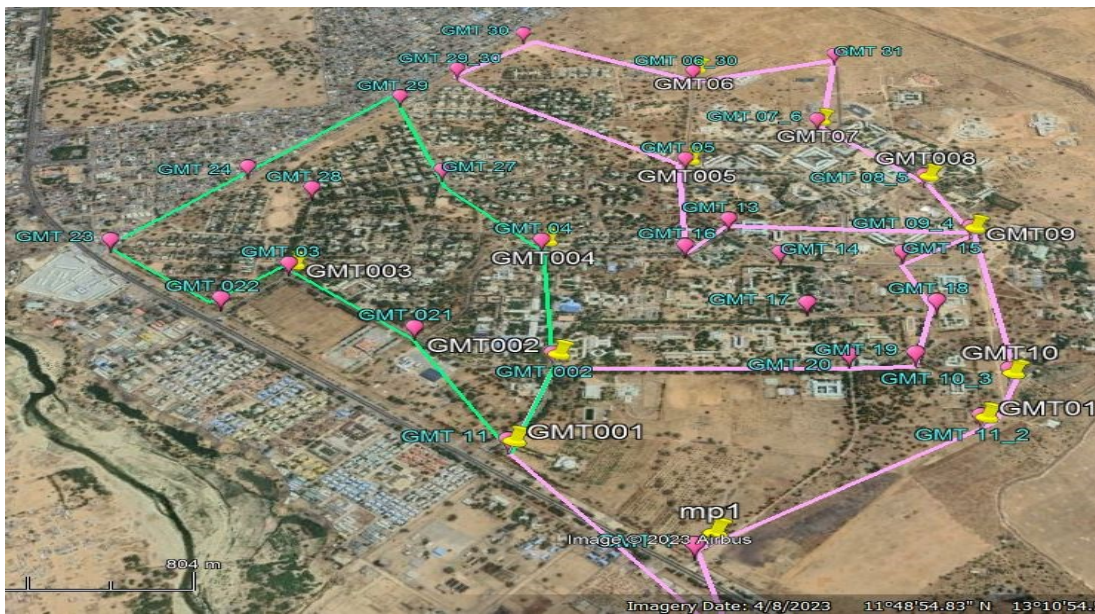 GMT 30
GMT 29_30
GMT 06_30
GMT 31
GMT06
GMT 29
GMT 07_6
GMT07
GMT 05
GMT008
GMT005
GMT 08_5
GMT 24
GMT 28
GMT 27
GMT 13
GMT 09_4
GMT09
GMT 23
GMT 04
GMT 16
GMT 14
GMT 15
GMT004
GMT 03
GMT003
GMT 022
GMT 17
GMT 18
GMT 021
GMT002
GMT 002
GMT 20
GMT 19
GMT10
GMT 10_3
GMT01
GMT 11
GMT001
GMT 11_2
mp1
Image © 2023 Airbus
804 m
Imagery Date: 4/8/2023 11°48'54.83" N 13°10'54.